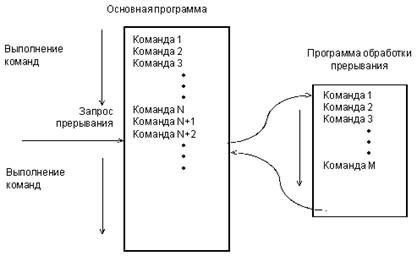 Основная программа
Выполнение
команд
Команда 1
Команда 2
Команда 3
Запрос
прерывания
Команда N
Команда N+1
Команда N+2
Выполнение
команд
Программа обработки
прерывания
Команда 1
Команда 2
Команда 3
Команда M